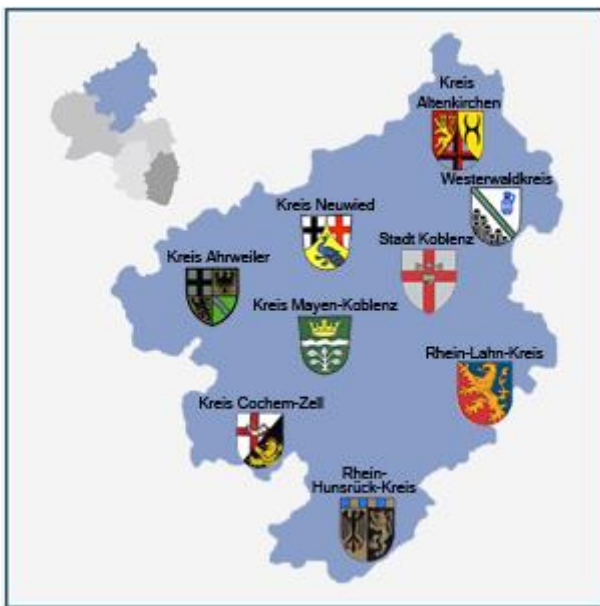 Kreis
Altenkirchen
Westerwaldkreis
Kreis Neuwied
Stadt Koblenz
Kreis Ahrweiler
Kreis Mayen-Koblenz
Rhein-Lahn-Kreis
Kreis Cochem-Zell
Rhein-
Hunsrück-Kreis